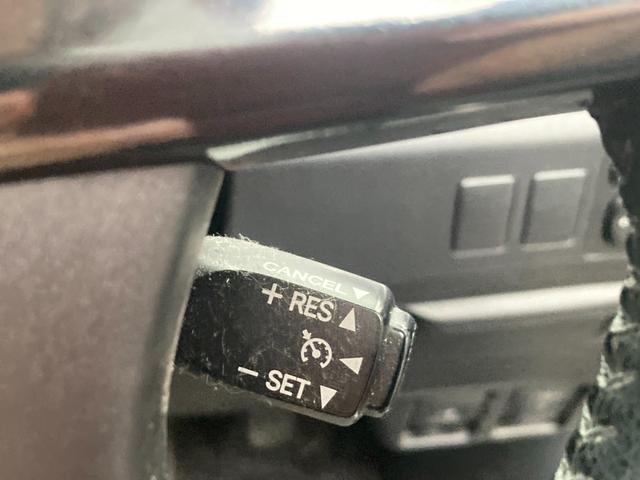 CANCEL ▼
+ RES ▲
◀
– SET ▼